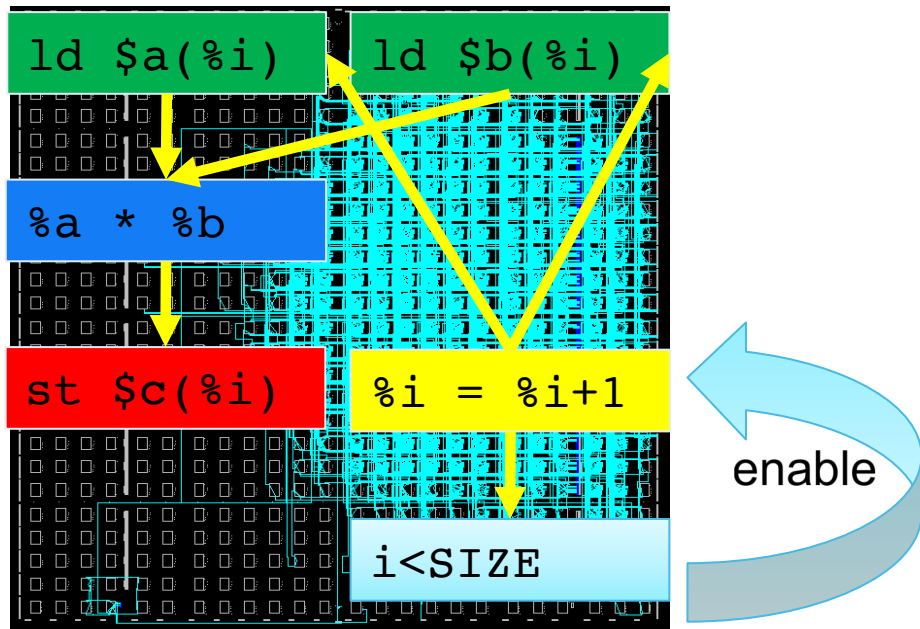 ld $a(%i)
ld $b(%i)
%a * %b
st $c(%i)
%i = %i+1
enable
i<SIZE